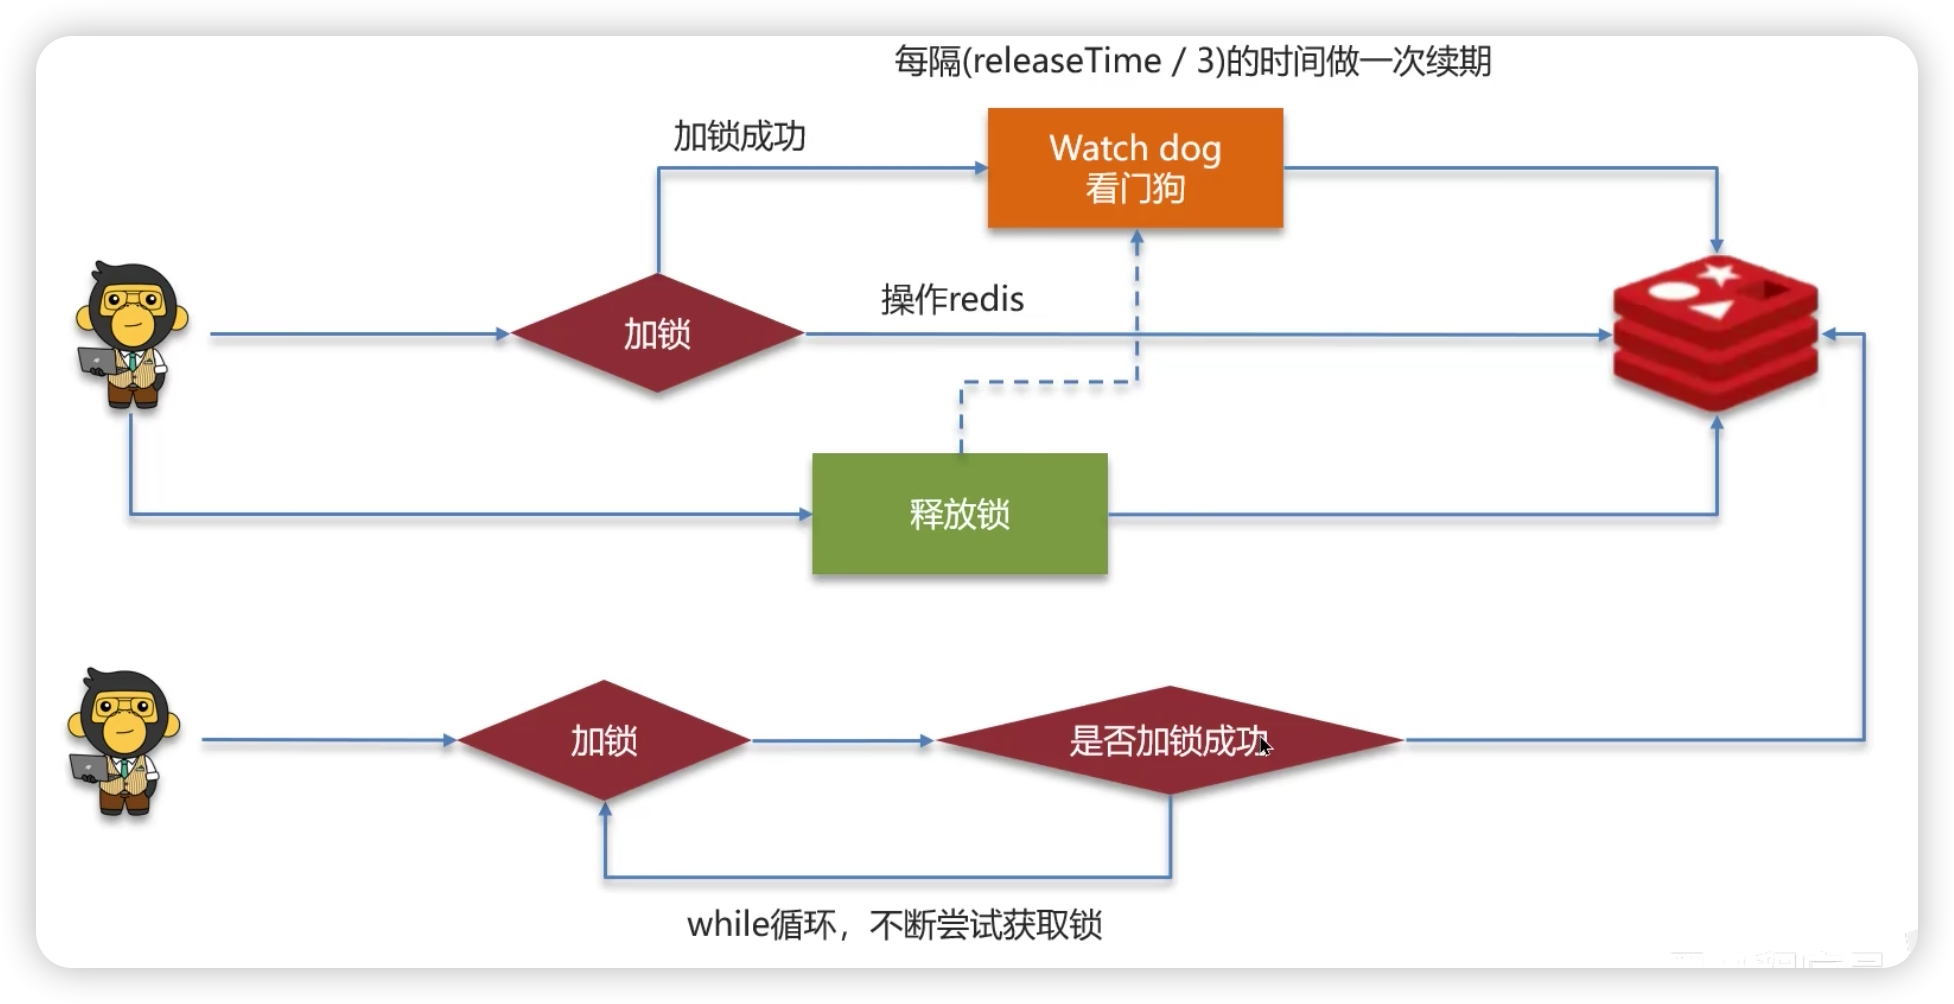 每隔(releaseTime / 3)的时间做一次续期
加锁成功
Watch dog
看门狗
操作redis
加锁
释放锁
加锁
是否加锁成功
while循环，不断尝试获取锁